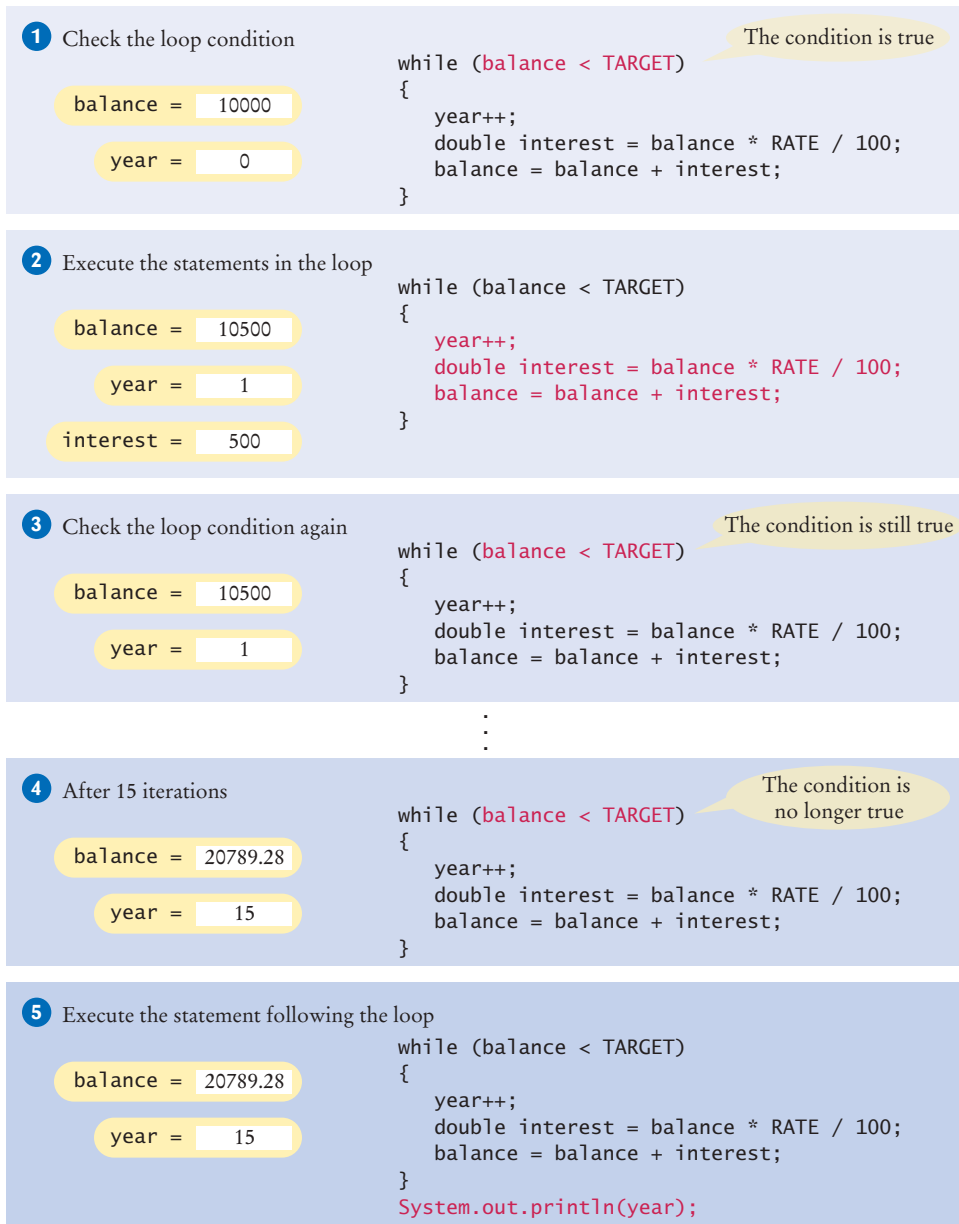 1 Check the loop condition
The condition is true
balance = 10000
year = 0
while (balance < TARGET)
{
year++;
double interest = balance * RATE / 100;
balance = balance + interest;
}
2 Execute the statements in the loop
balance = 10500
year = 1
interest = 500
while (balance < TARGET)
{
year++;
double interest = balance * RATE / 100;
balance = balance + interest;
}
3 Check the loop condition again
The condition is still true
balance = 10500
year = 1
while (balance < TARGET)
{
year++;
double interest = balance * RATE / 100;
balance = balance + interest;
}
.
.
.
4 After 15 iterations
The condition is
no longer true
balance = 20789.28
year = 15
while (balance < TARGET)
{
year++;
double interest = balance * RATE / 100;
balance = balance + interest;
}
5 Execute the statement following the loop
balance = 20789.28
year = 15
while (balance < TARGET)
{
year++;
double interest = balance * RATE / 100;
balance = balance + interest;
}
System.out.println(year);